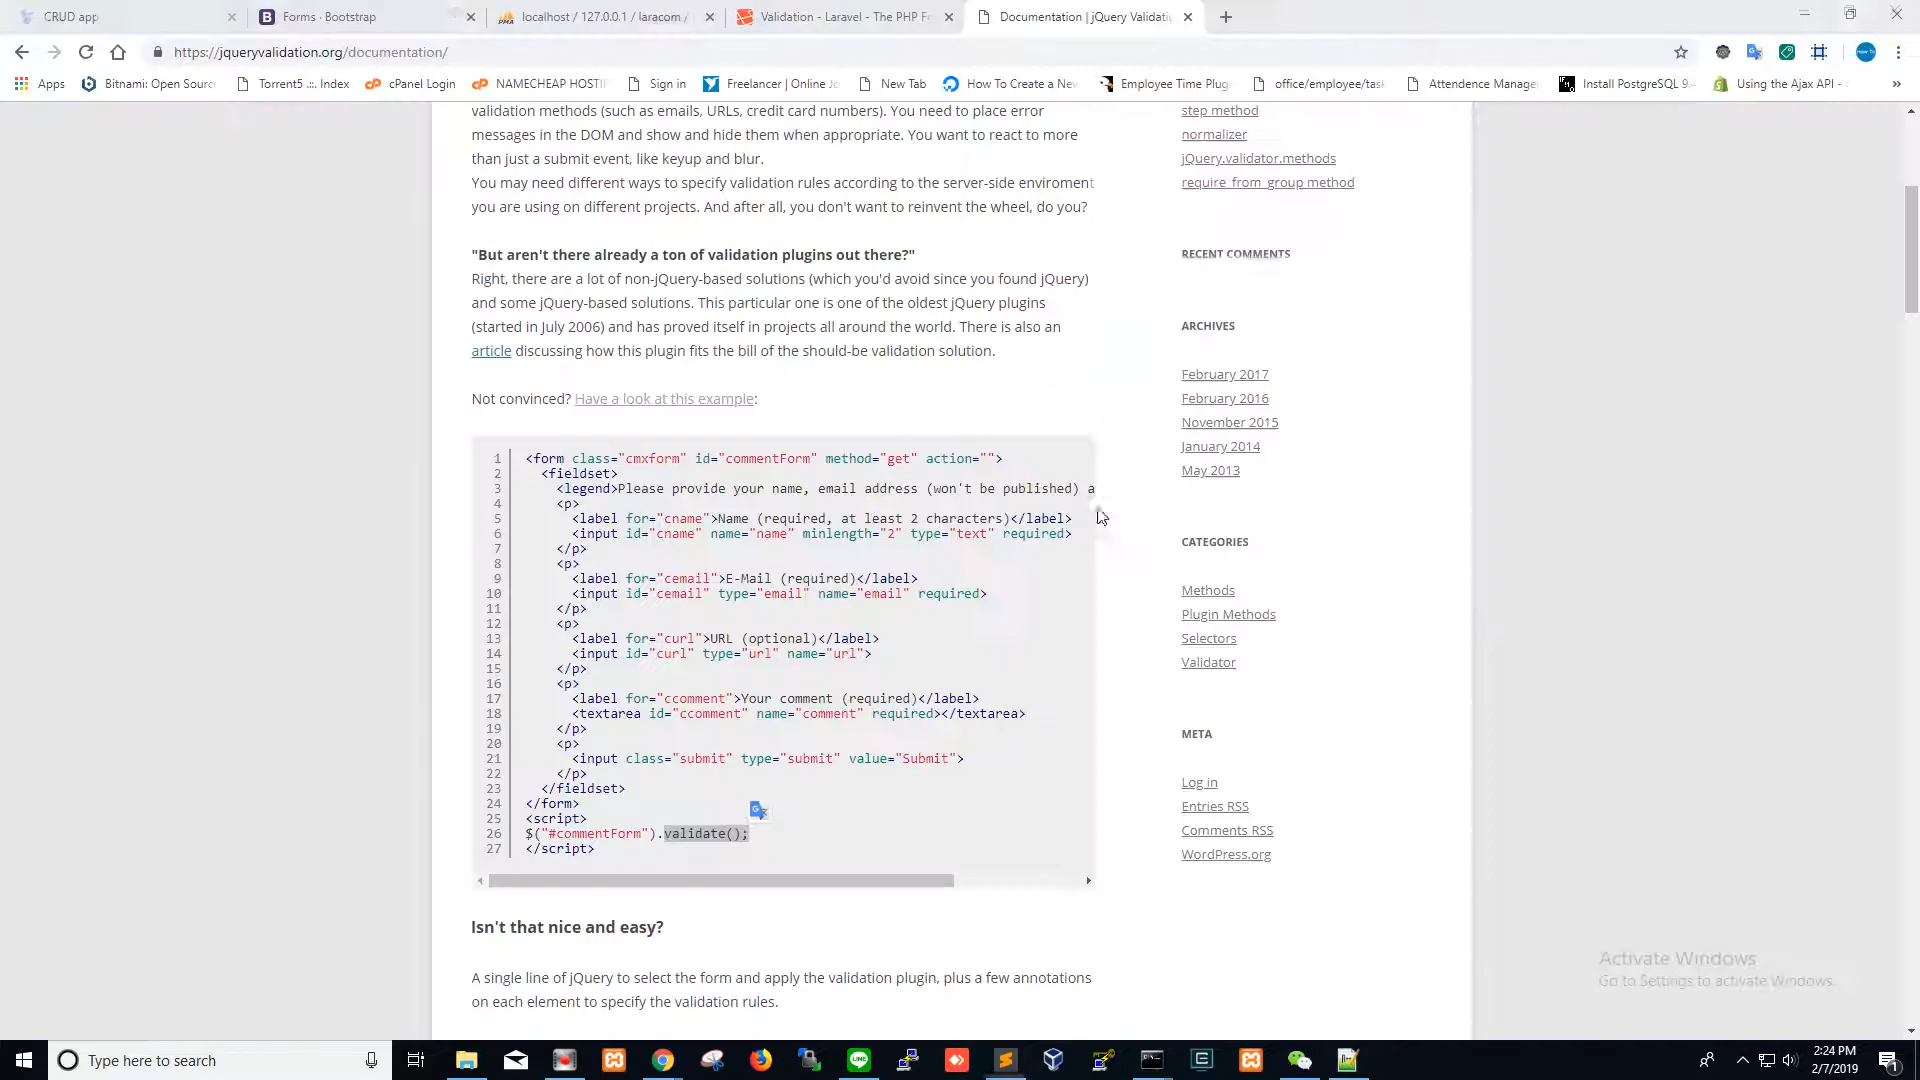 CRUD app
Forms · Bootstrap
localhost / 127.0.0.1 / laracom /
Validation - Laravel - The PHP F
Documentation | jQuery Validati
https://jqueryvalidation.org/documentation/
Apps
Bitnami: Open Sourc
Torrent5 .:. Index
cPanel Login
NAMECHEAP HOSTI
Sign in
Freelancer | Online Jo
New Tab
How To Create a New
Employee Time Plug
office/employee/task
Attendence Manage
Install PostgreSQL 9.
Using the Ajax API -
»
validation methods (such as emails, URLs, credit card numbers). You need to place error
messages in the DOM and show and hide them when appropriate. You want to react to more
than just a submit event, like keyup and blur.
You may need different ways to specify validation rules according to the server-side enviroment
you are using on different projects. And after all, you don't want to reinvent the wheel, do you?
"But aren't there already a ton of validation plugins out there?"
Right, there are a lot of non-jQuery-based solutions (which you'd avoid since you found jQuery)
and some jQuery-based solutions. This particular one is one of the oldest jQuery plugins
(started in July 2006) and has proved itself in projects all around the world. There is also an
article discussing how this plugin fits the bill of the should-be validation solution.
Not convinced? Have a look at this example:
1 <form class="cmxform" id="commentForm" method="get" action="">
2 <fieldset>
3 <legend>Please provide your name, email address (won't be published) a
4 <p>
5 <label for="cname">Name (required, at least 2 characters)</label>
6 <input id="cname" name="name" minlength="2" type="text" required>
7 </p>
8 <p>
9 <label for="cemail">E-Mail (required)</label>
10 <input id="cemail" type="email" name="email" required>
11 </p>
12 <p>
13 <label for="curl">URL (optional)</label>
14 <input id="curl" type="url" name="url">
15 </p>
16 <p>
17 <label for="ccomment">Your comment (required)</label>
18 <textarea id="ccomment" name="comment" required></textarea>
19 </p>
20 <p>
21 <input class="submit" type="submit" value="Submit">
22 </p>
23 </fieldset>
24 </form>
25 <script>
26 $("#commentForm").validate();
27 </script>
Isn't that nice and easy?
A single line of jQuery to select the form and apply the validation plugin, plus a few annotations
on each element to specify the validation rules.
step method
normalizer
jQuery.validator.methods
require_from_group method
RECENT COMMENTS
ARCHIVES
February 2017
February 2016
November 2015
January 2014
May 2013
CATEGORIES
Methods
Plugin Methods
Selectors
Validator
META
Log in
Entries RSS
Comments RSS
WordPress.org
Activate Windows
Go to Settings to activate Windows.
Type here to search
2:24 PM
2/7/2019
1